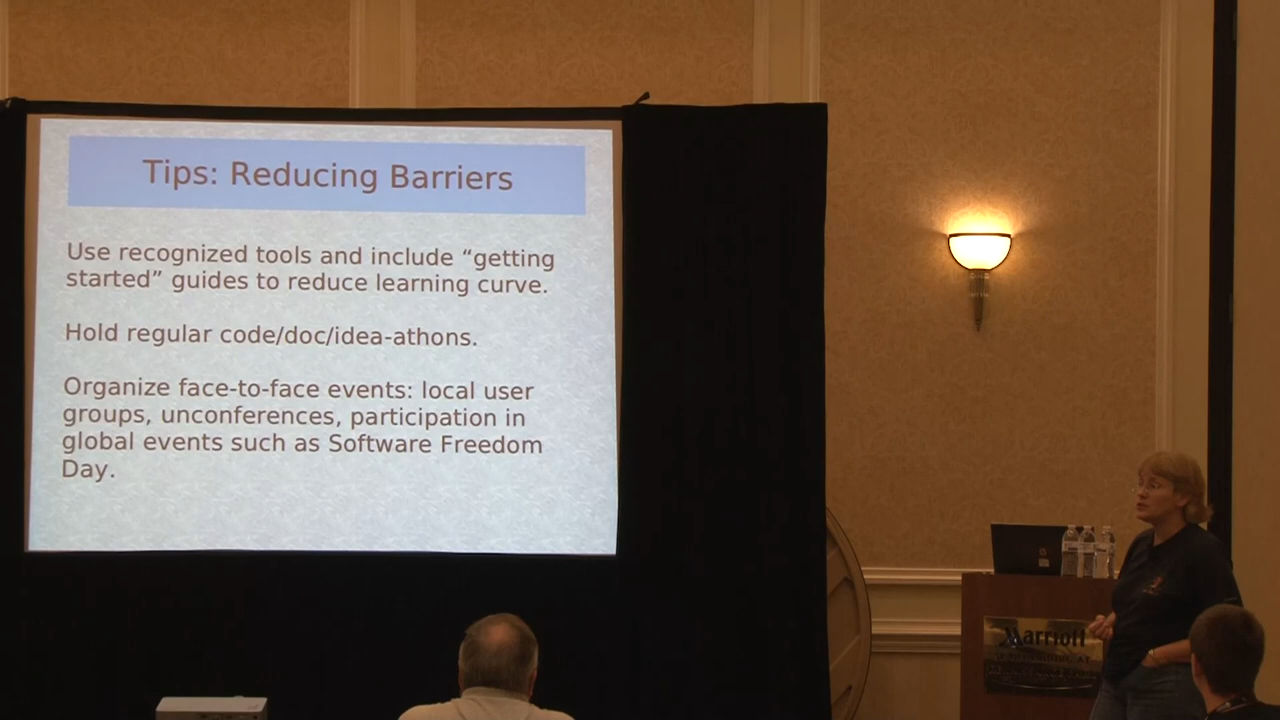 Tips: Reducing Barriers
Use recognized tools and include “getting
started” guides to reduce learning curve.
Hold regular code/doc/idea-athons.
Organize face-to-face events: local user
groups, unconferences, participation in
global events such as Software Freedom
Day.
Marriott